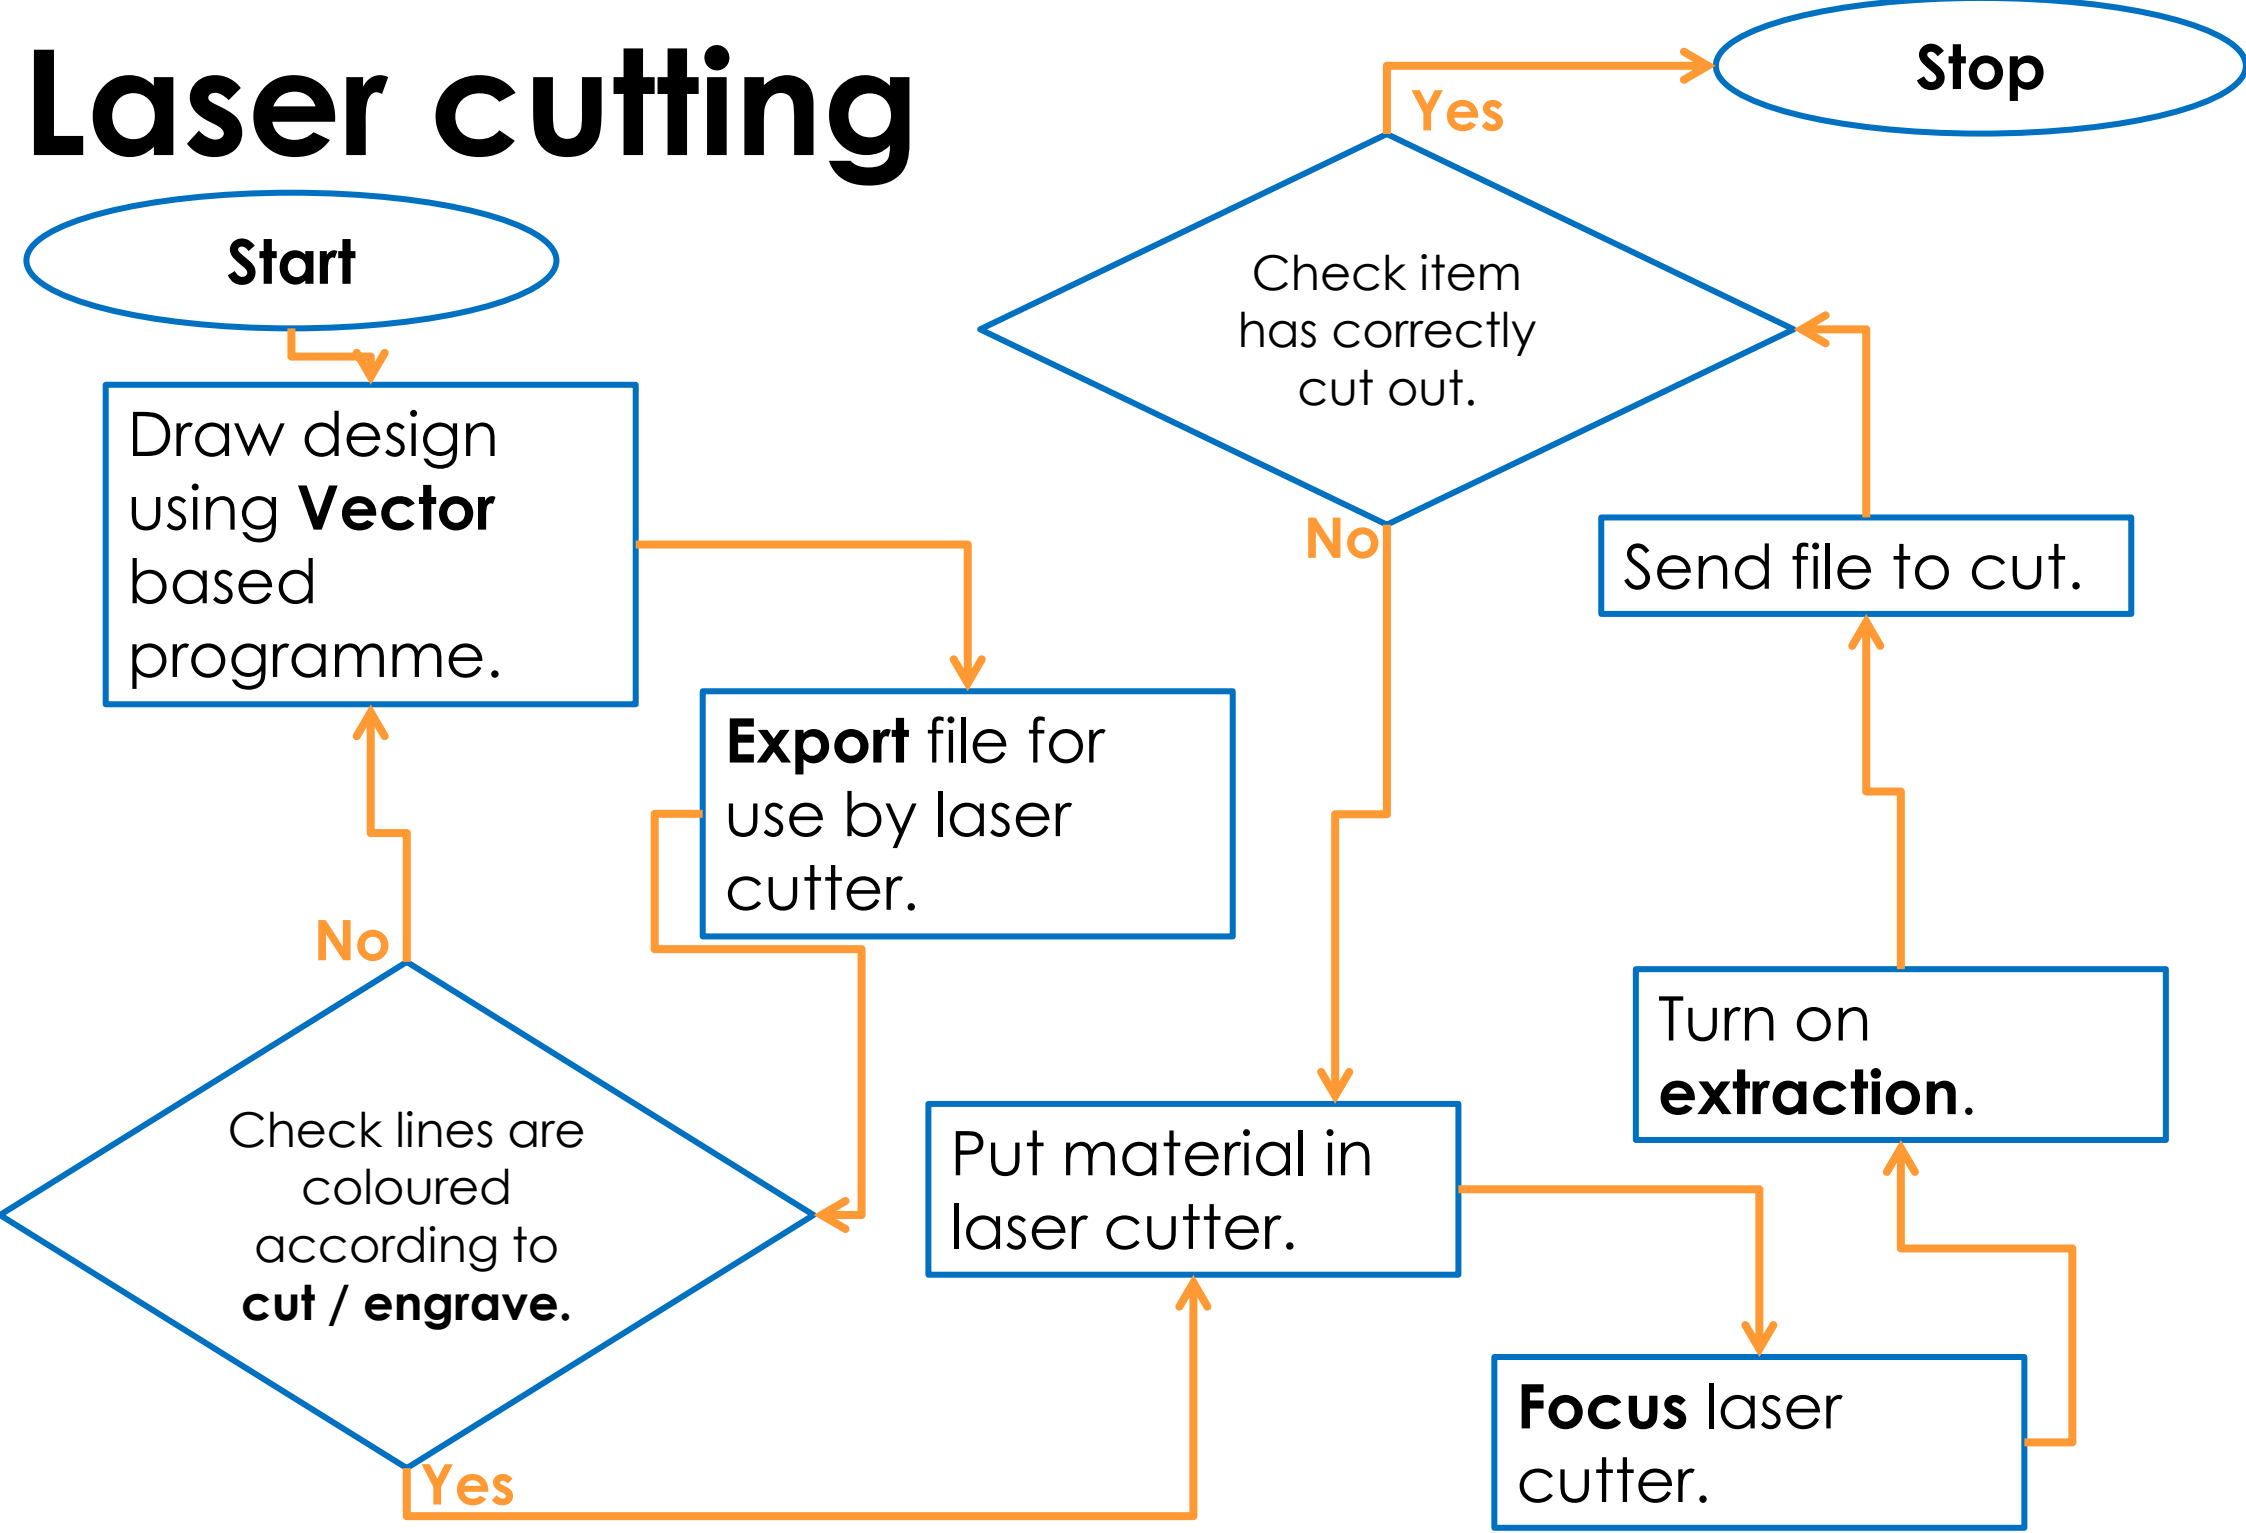 Laser cutting
Start
Draw design
using Vector
based
programme.
Export file for
use by laser
cutter.
No
Check lines are
coloured
according to
cut / engrave.
Yes
Put material in
laser cutter.
Focus laser
cutter.
Turn on
extraction.
Send file to cut.
Check item
has correctly
cut out.
No
Yes
Stop